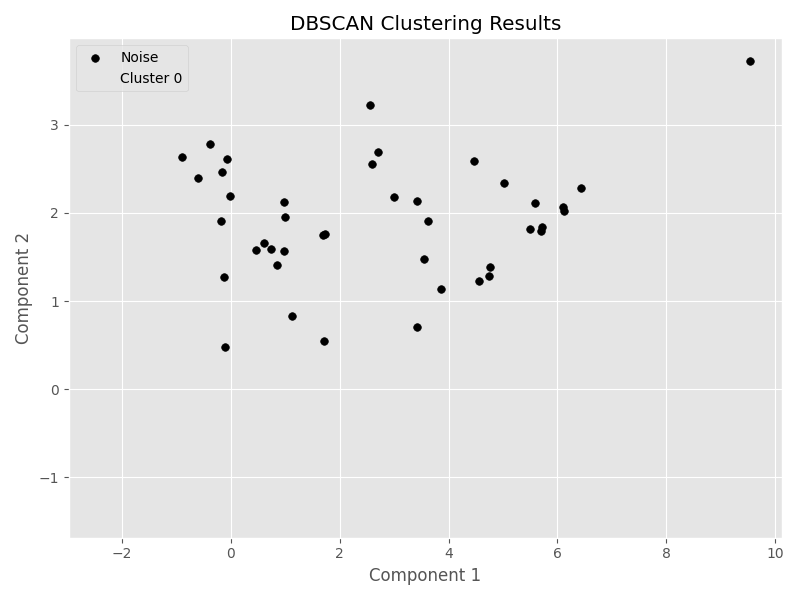 DBSCAN Clustering Results
Noise
Cluster 0
3
2
1
0
−1
Component 2
−2
0
2
4
6
8
10
Component 1